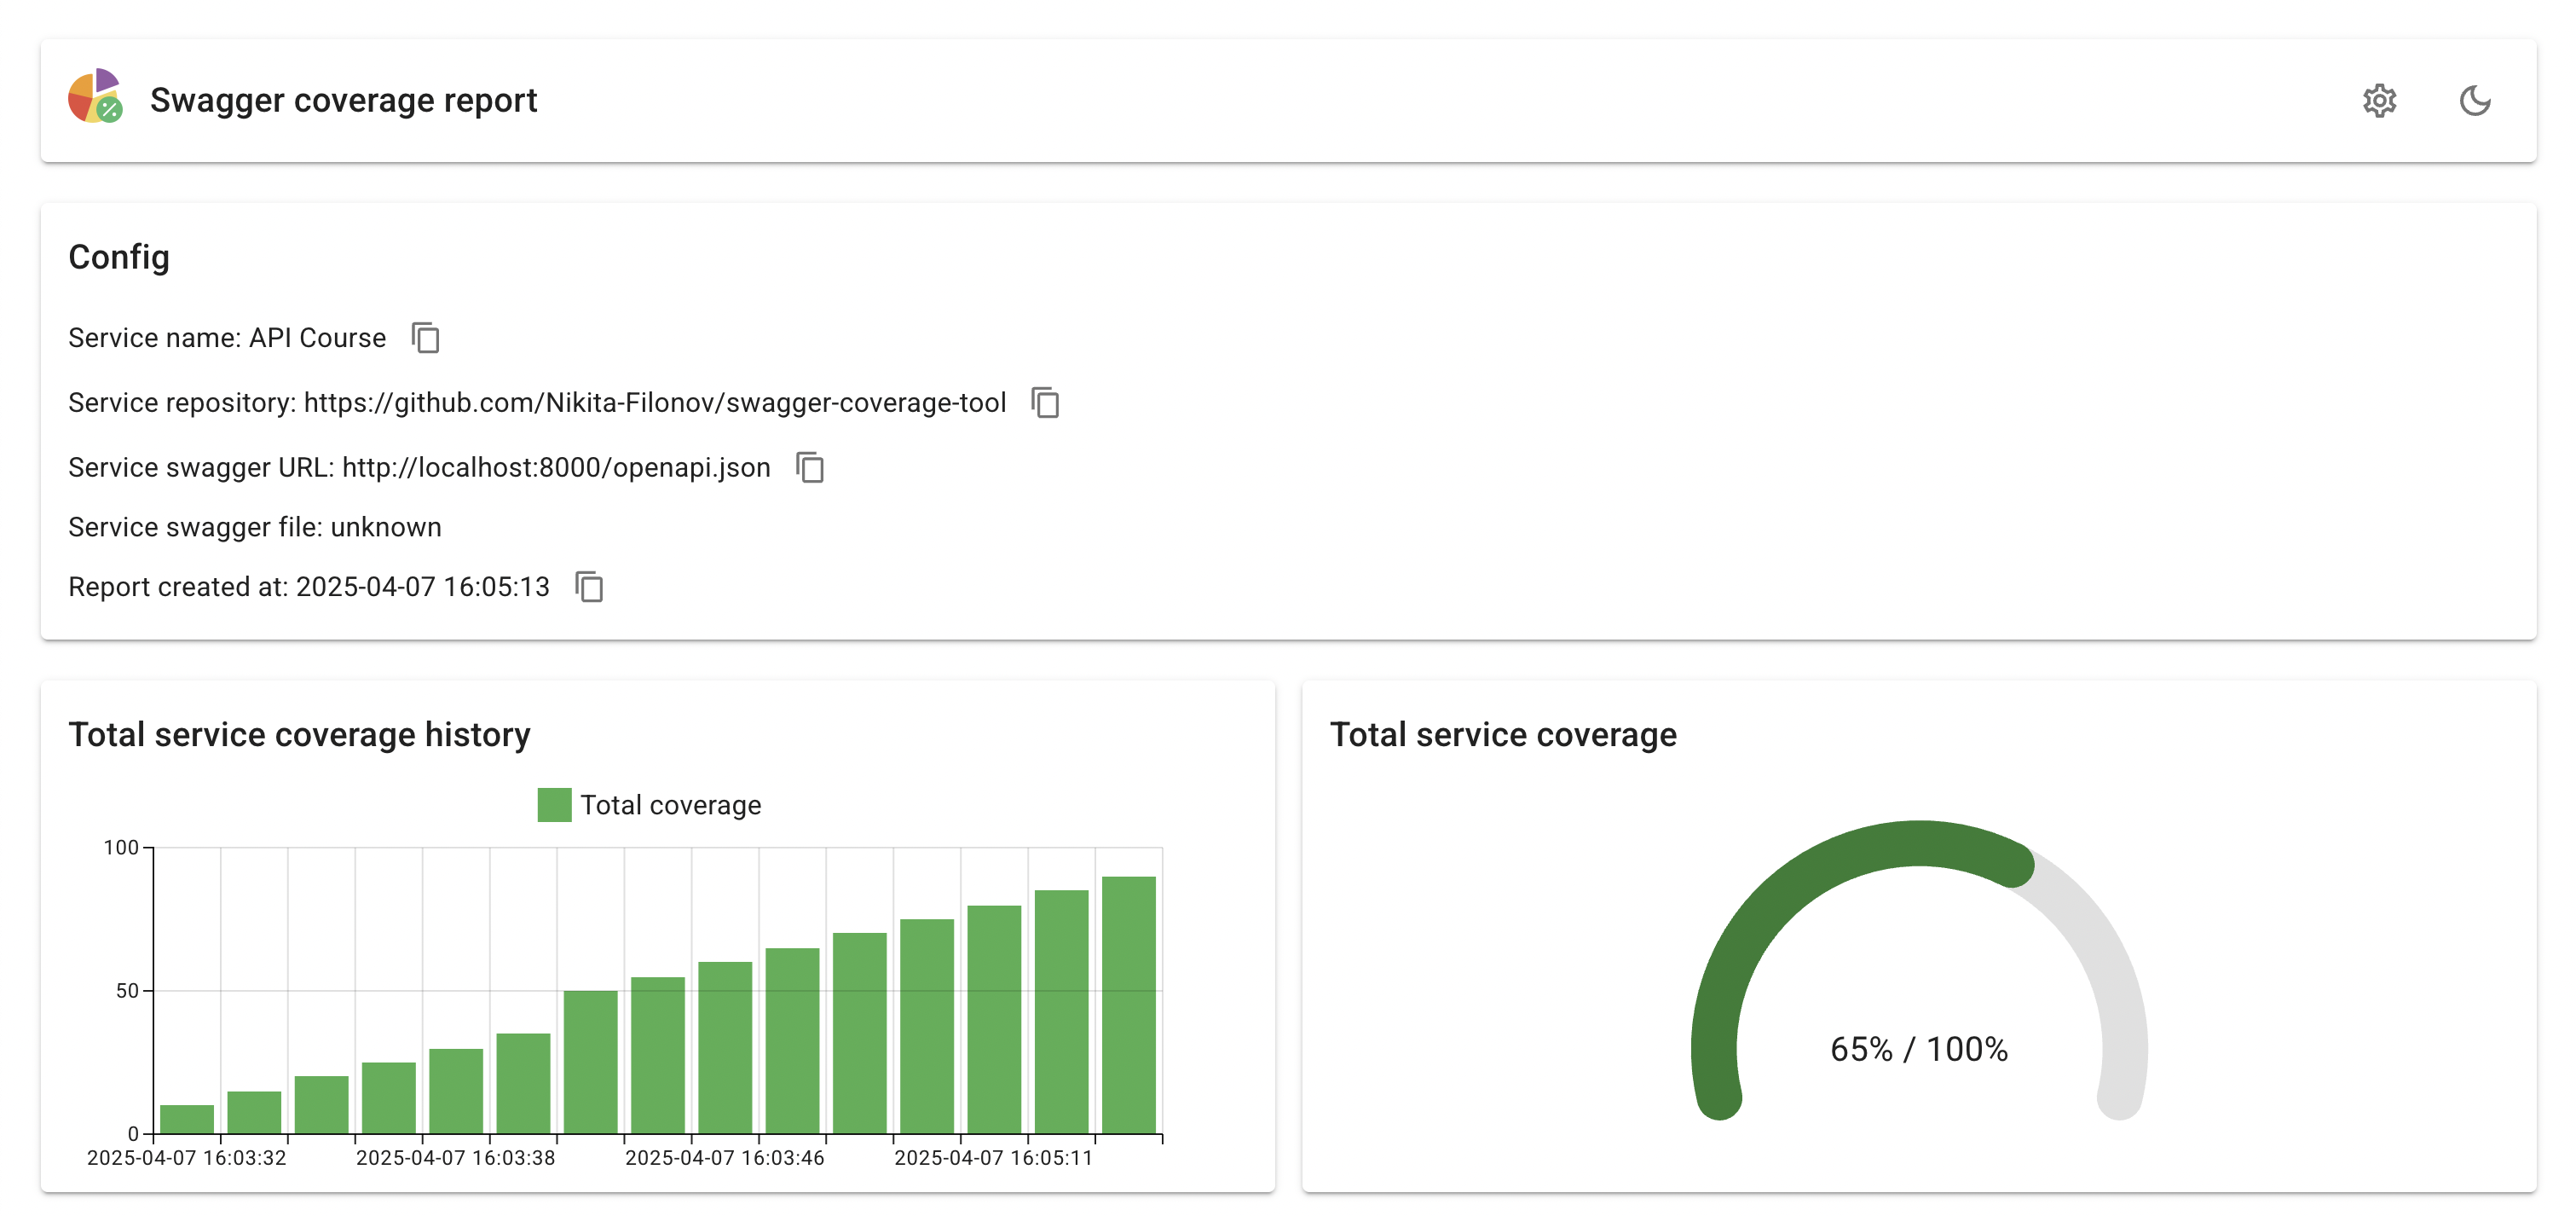 Swagger coverage report
Config
Service name: API Course
Service repository: https://github.com/Nikita-Filonov/swagger-coverage-tool
Service swagger URL: http://localhost:8000/openapi.json
Service swagger file: unknown
Report created at: 2025-04-07 16:05:13
Total service coverage history
Total coverage
100
50
0
2025-04-07 16:03:32 2025-04-07 16:03:38 2025-04-07 16:03:46 2025-04-07 16:05:11
Total service coverage
65% / 100%